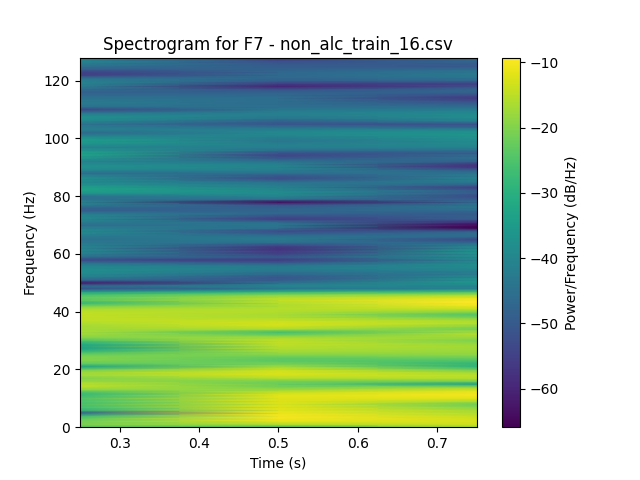 Spectrogram for F7 - non_alc_train_16.csv
Frequency (Hz)
120
100
80
60
40
20
0
0.3 0.4 0.5 0.6 0.7
Time (s)
−10
−20
−30
−40
−50
−60
Power/Frequency (dB/Hz)